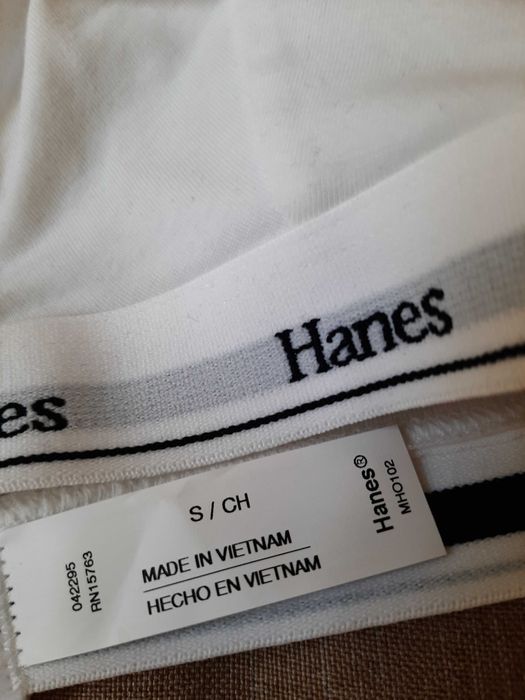 Hanes
es
S / CH
MADE IN VIETNAM
HECHO EN VIETNAM
042295
RN15763
Hanes®
MHO102